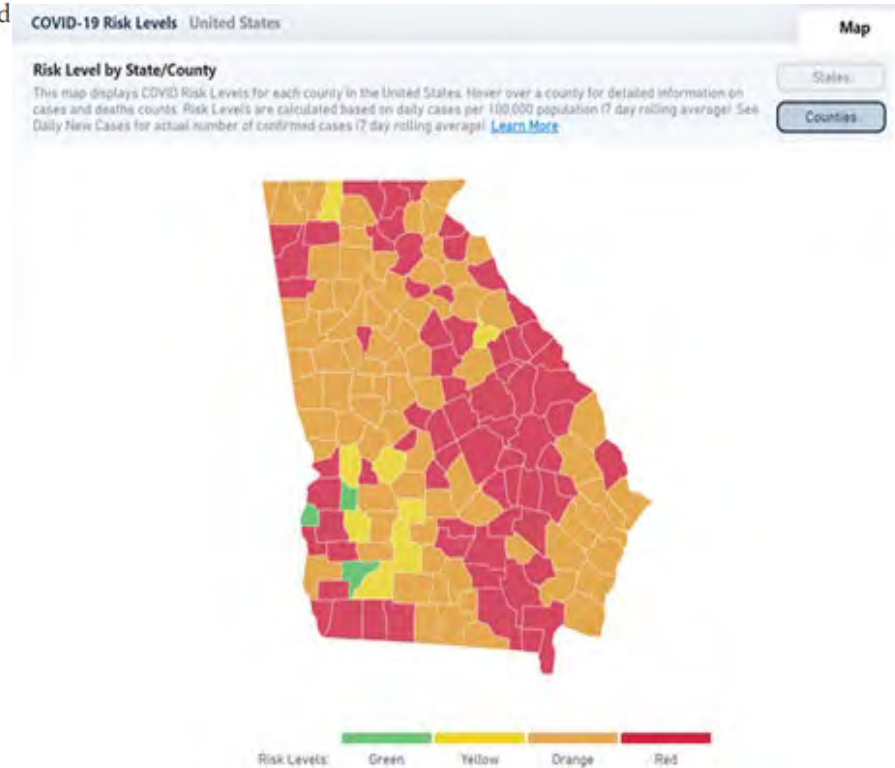 d
COVID-19 Risk Levels United States
Map
Risk Level by State/County
This map displays COVID Risk Levels for each county in the United States. Hover over a county for detailed information on
cases and deaths counts. Risk Levels are calculated based on daily cases per 100,000 population (7 day rolling average). See
Daily New Cases for actual number of confirmed cases (7 day rolling average). Learn More
States
Counties
Risk Levels: Green Yellow Orange Red